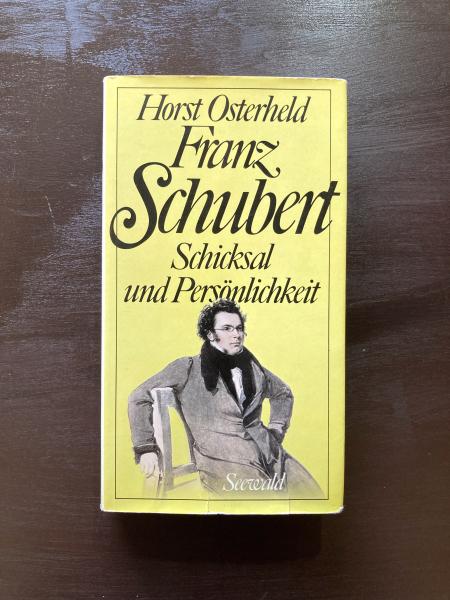 Horst Osterheld
Franz
Schubert
Schicksal
und Persönlichkeit
Seewald